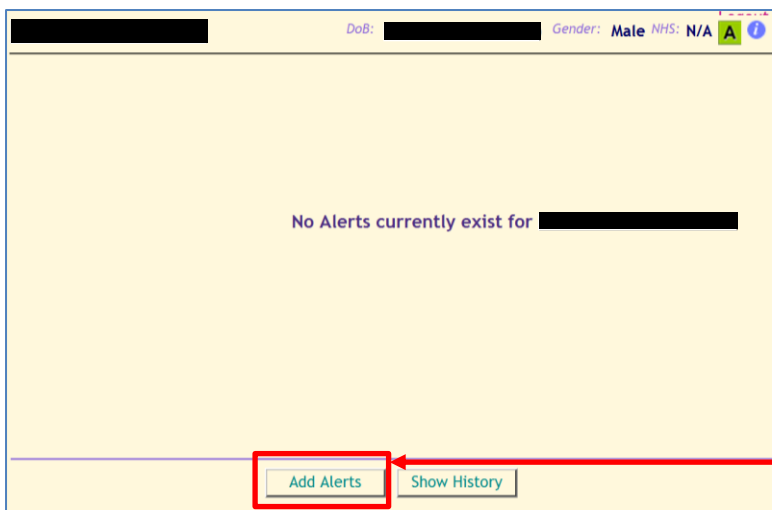 DoB: Gender: Male NHS: N/A A i
No Alerts currently exist for
Add Alerts Show History